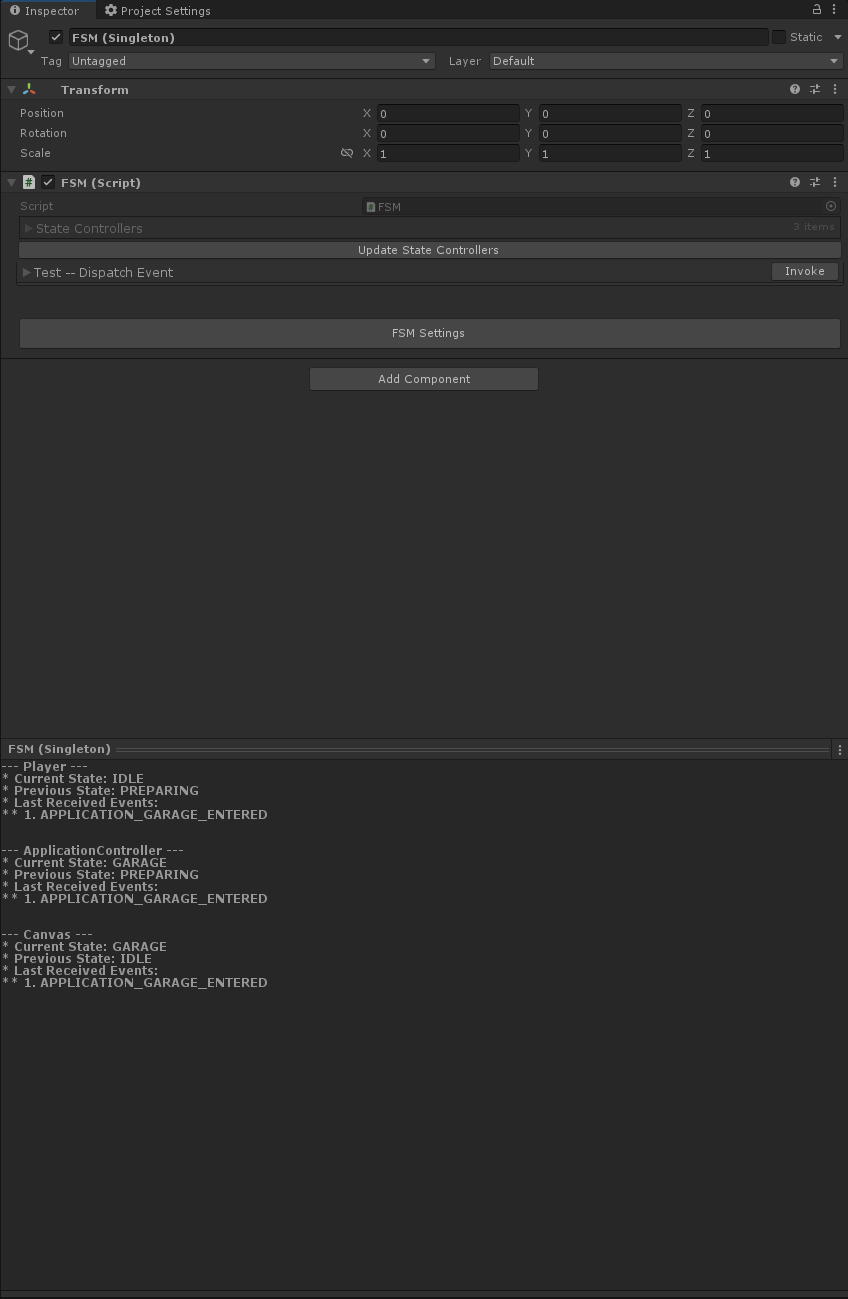 Inspector Project Settings
FSM (Singleton) Static
Tag Untagged Layer Default
Transform
Position X 0 Y 0 Z 0
Rotation X 0 Y 0 Z 0
Scale X 1 Y 1 Z 1
# FSM (Script)
Script # FSM
State Controllers 3 items
Update State Controllers
Test -- Dispatch Event Invoke
FSM Settings
Add Component
FSM (Singleton)
--- Player ---
* Current State: IDLE
* Previous State: PREPARING
* Last Received Events:
** 1. APPLICATION_GARAGE_ENTERED
--- ApplicationController ---
* Current State: GARAGE
* Previous State: PREPARING
* Last Received Events:
** 1. APPLICATION_GARAGE_ENTERED
--- Canvas ---
* Current State: GARAGE
* Previous State: IDLE
* Last Received Events:
** 1. APPLICATION_GARAGE_ENTERED